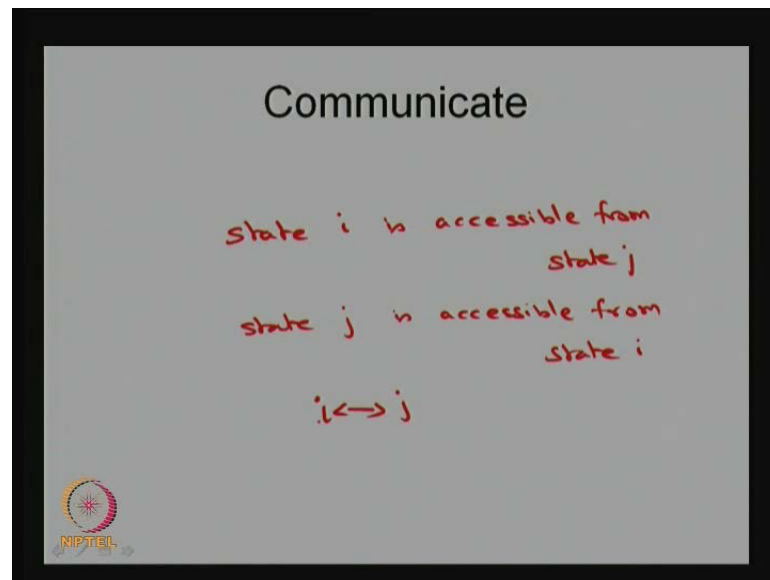 Communicate
state i is accessible from
state j
state j is accessible from
state i
i<->j
NPTEL